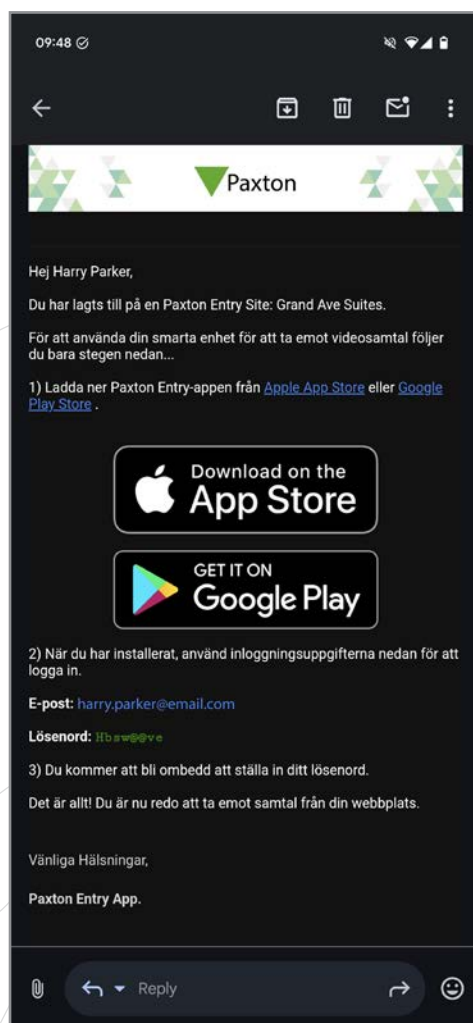 09:48
Paxton
Hej Harry Parker,
Du har lagts till på en Paxton Entry Site: Grand Ave Suites.
För att använda din smarta enhet för att ta emot videosamtal följer
du bara stegen nedan...
1) Ladda ner Paxton Entry-appen från Apple App Store eller Google
Play Store .
Download on the
App Store
GET IT ON
Google Play
2) När du har installerat, använd inloggningsuppgifterna nedan för att
logga in.
E-post: harry.parker@email.com
Lösenord: Hbsw@@ve
3) Du kommer att bli ombedd att ställa in ditt lösenord.
Det är allt! Du är nu redo att ta emot samtal från din webbplats.
Vänliga Hälsningar,
Paxton Entry App.
Reply